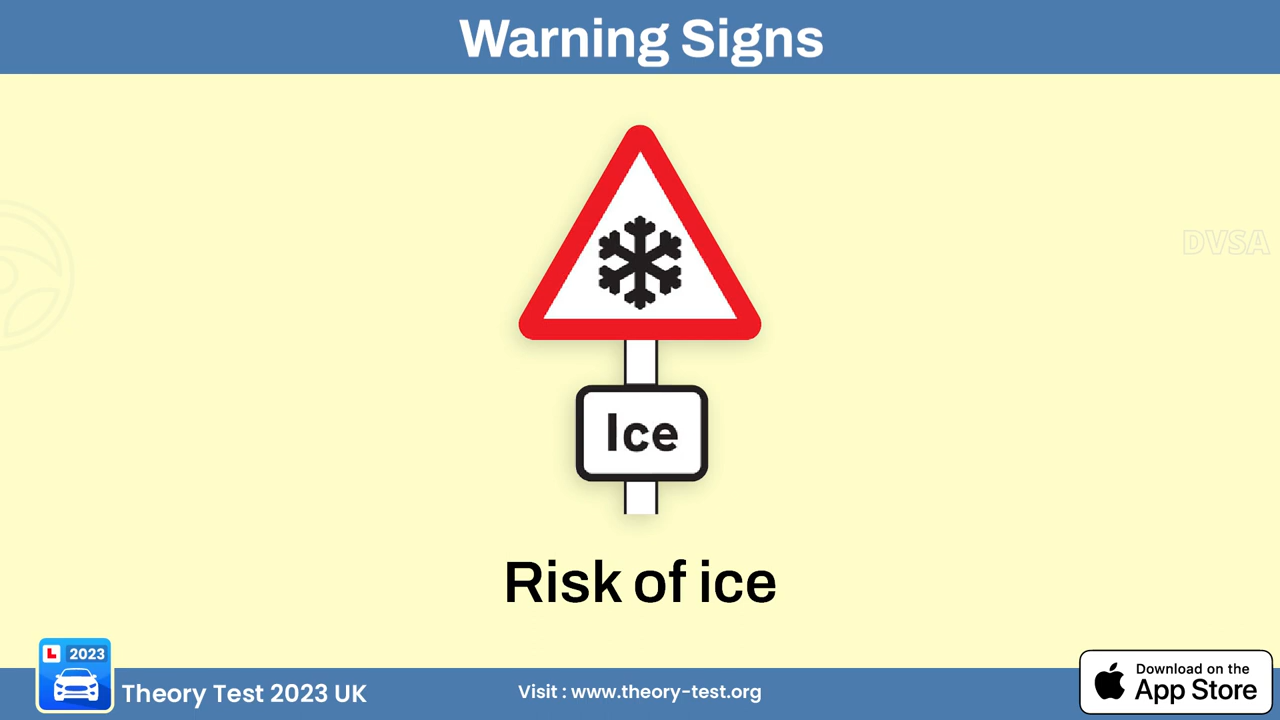 Warning Signs
DVSA
Ice
Risk of ice
L 2023
Theory Test 2023 UK
Visit : www.theory-test.org
Download on the
App Store